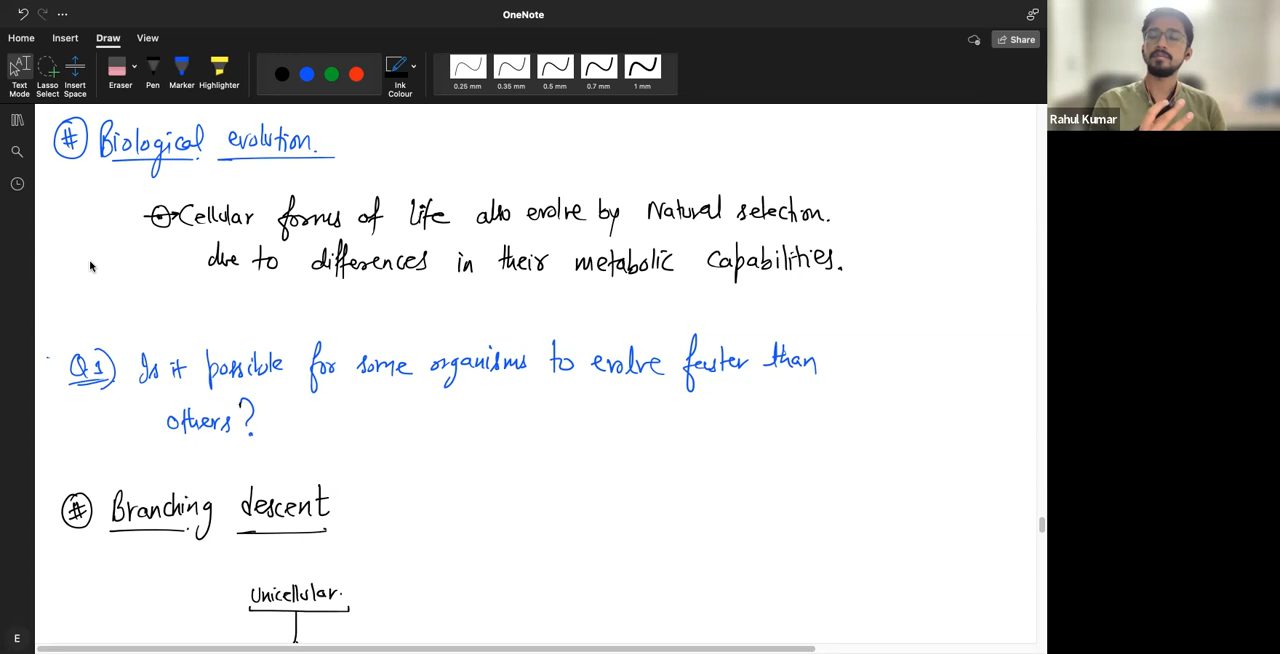 OneNote
Home Insert Draw View
Share
Text Mode
Lasso Select
Insert Space
Eraser
Pen
Marker
Highlighter
Ink Colour
0.25 mm 0.35 mm 0.5 mm 0.7 mm 1 mm
Rahul Kumar
# Biological evolution.
Cellular forms of life also evolve by Natural selection.
due to differences in their metabolic capabilities.
Q1) Is it possible for some organisms to evolve faster than
others?
# Branching descent
Unicellular.
E